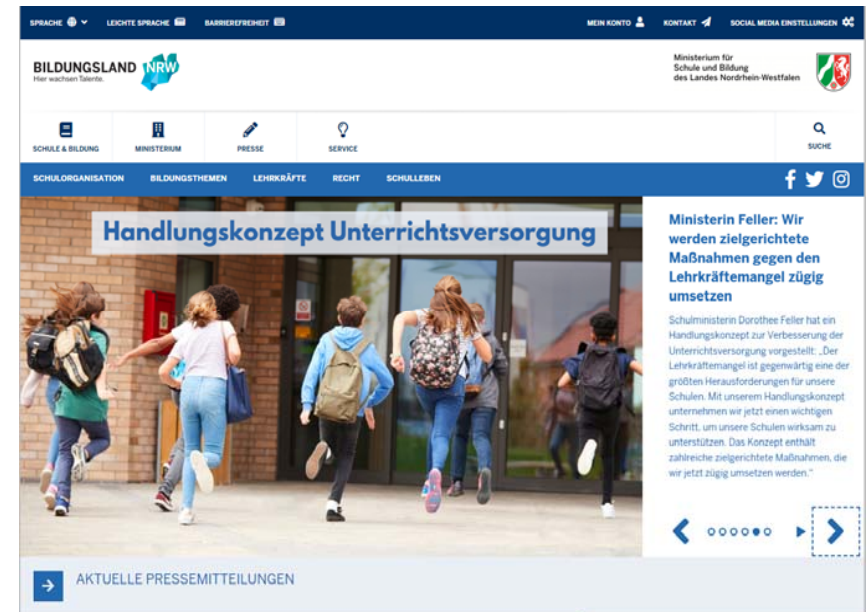 SPRACHE
LEICHTE SPRACHE
BARRIEREFREIHEIT
MEIN KONTO
KONTAKT
SOCIAL MEDIA EINSTELLUNGEN
BILDUNGSLAND NRW
Hier wachsen Talente.
Ministerium für
Schule und Bildung
des Landes Nordrhein-Westfalen
SCHULE & BILDUNG
MINISTERIUM
PRESSE
SERVICE
SUCHE
SCHULORGANISATION
BILDUNGSTHEMEN
LEHRKRÄFTE
RECHT
SCHULLEBEN
Handlungskonzept Unterrichtsversorgung
Ministerin Feller: Wir
werden zielgerichtete
Maßnahmen gegen den
Lehrkräftemangel zügig
umsetzen
Schulministerin Dorothee Feller hat ein
Handlungskonzept zur Verbesserung der
Unterrichtsversorgung vorgestellt: „Der
Lehrkräftemangel ist gegenwärtig eine der
größten Herausforderungen für unsere
Schulen. Mit unserem Handlungskonzept
unternehmen wir jetzt einen wichtigen
Schritt, um unsere Schulen wirksam zu
unterstützen. Das Konzept enthält
zahlreiche zielgerichtete Maßnahmen, die
wir jetzt zügig umsetzen werden.“
AKTUELLE PRESSEMITTEILUNGEN